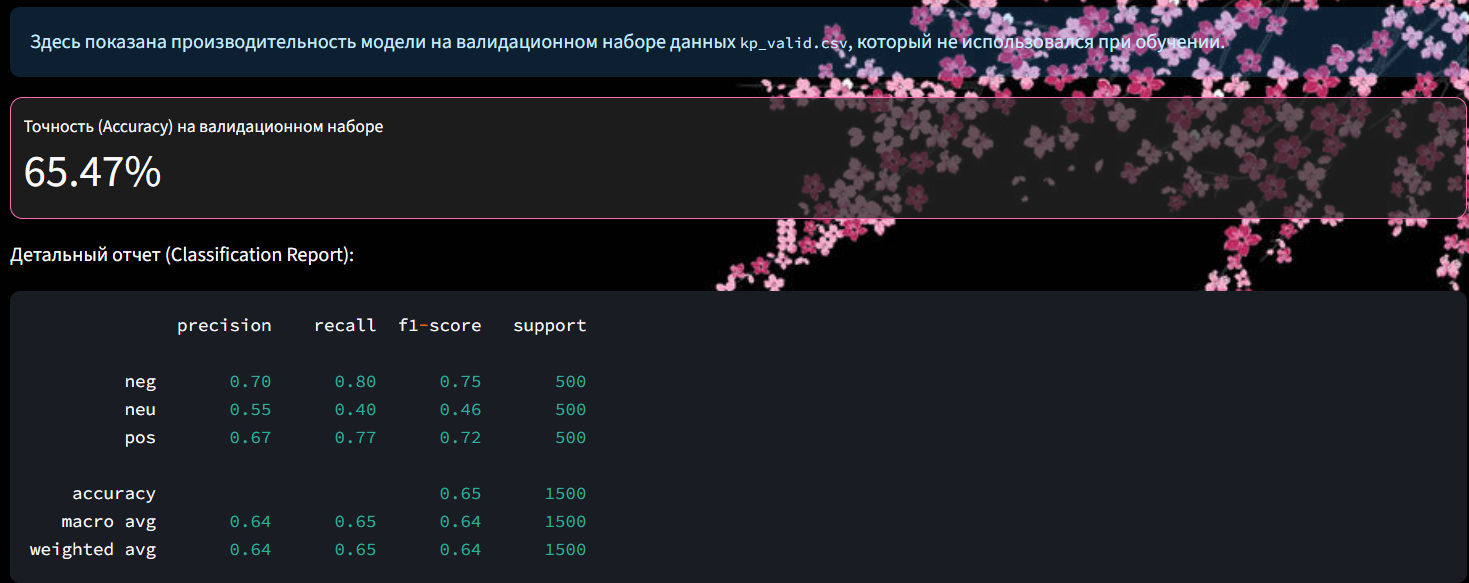 Здесь показана производительность модели на валидационном наборе данных kp_valid.csv, который не использовался при обучении.
Точность (Accuracy) на валидационном наборе
65.47%
Детальный отчет (Classification Report):
precision recall f1-score support
neg 0.70 0.80 0.75 500
neu 0.55 0.40 0.46 500
pos 0.67 0.77 0.72 500
accuracy 0.65 1500
macro avg 0.64 0.65 0.64 1500
weighted avg 0.64 0.65 0.64 1500